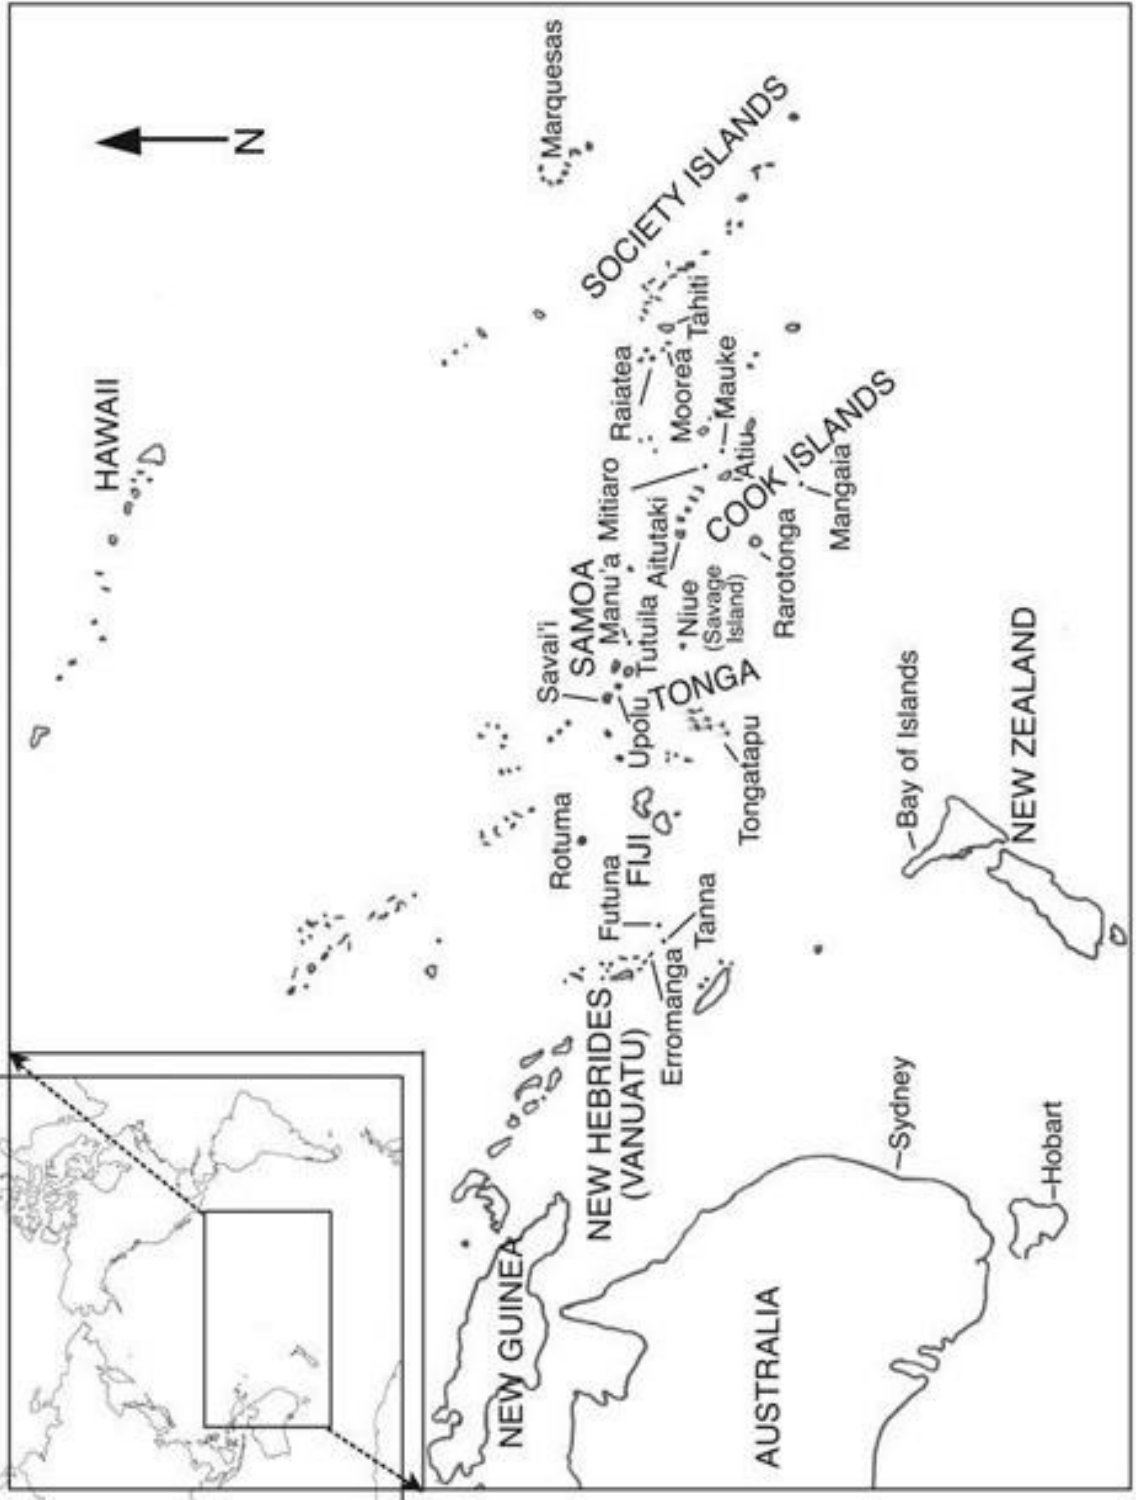 N
HAWAII
Marquesas
SOCIETY ISLANDS
Raiatea
Moorea
Tahiti
Mauke
Mitiaro
Atiu
COOK ISLANDS
Mangaia
Rarotonga
Aitutaki
SAMOA
Manu'a
Tutuila
Niue
(Savage
Island)
Savai'i
Upolu
TONGA
Tongatapu
Rotuma
FIJI
Futuna
Tanna
Erromanga
NEW HEBRIDES
(VANUATU)
NEW GUINEA
AUSTRALIA
Sydney
Hobart
Bay of Islands
NEW ZEALAND